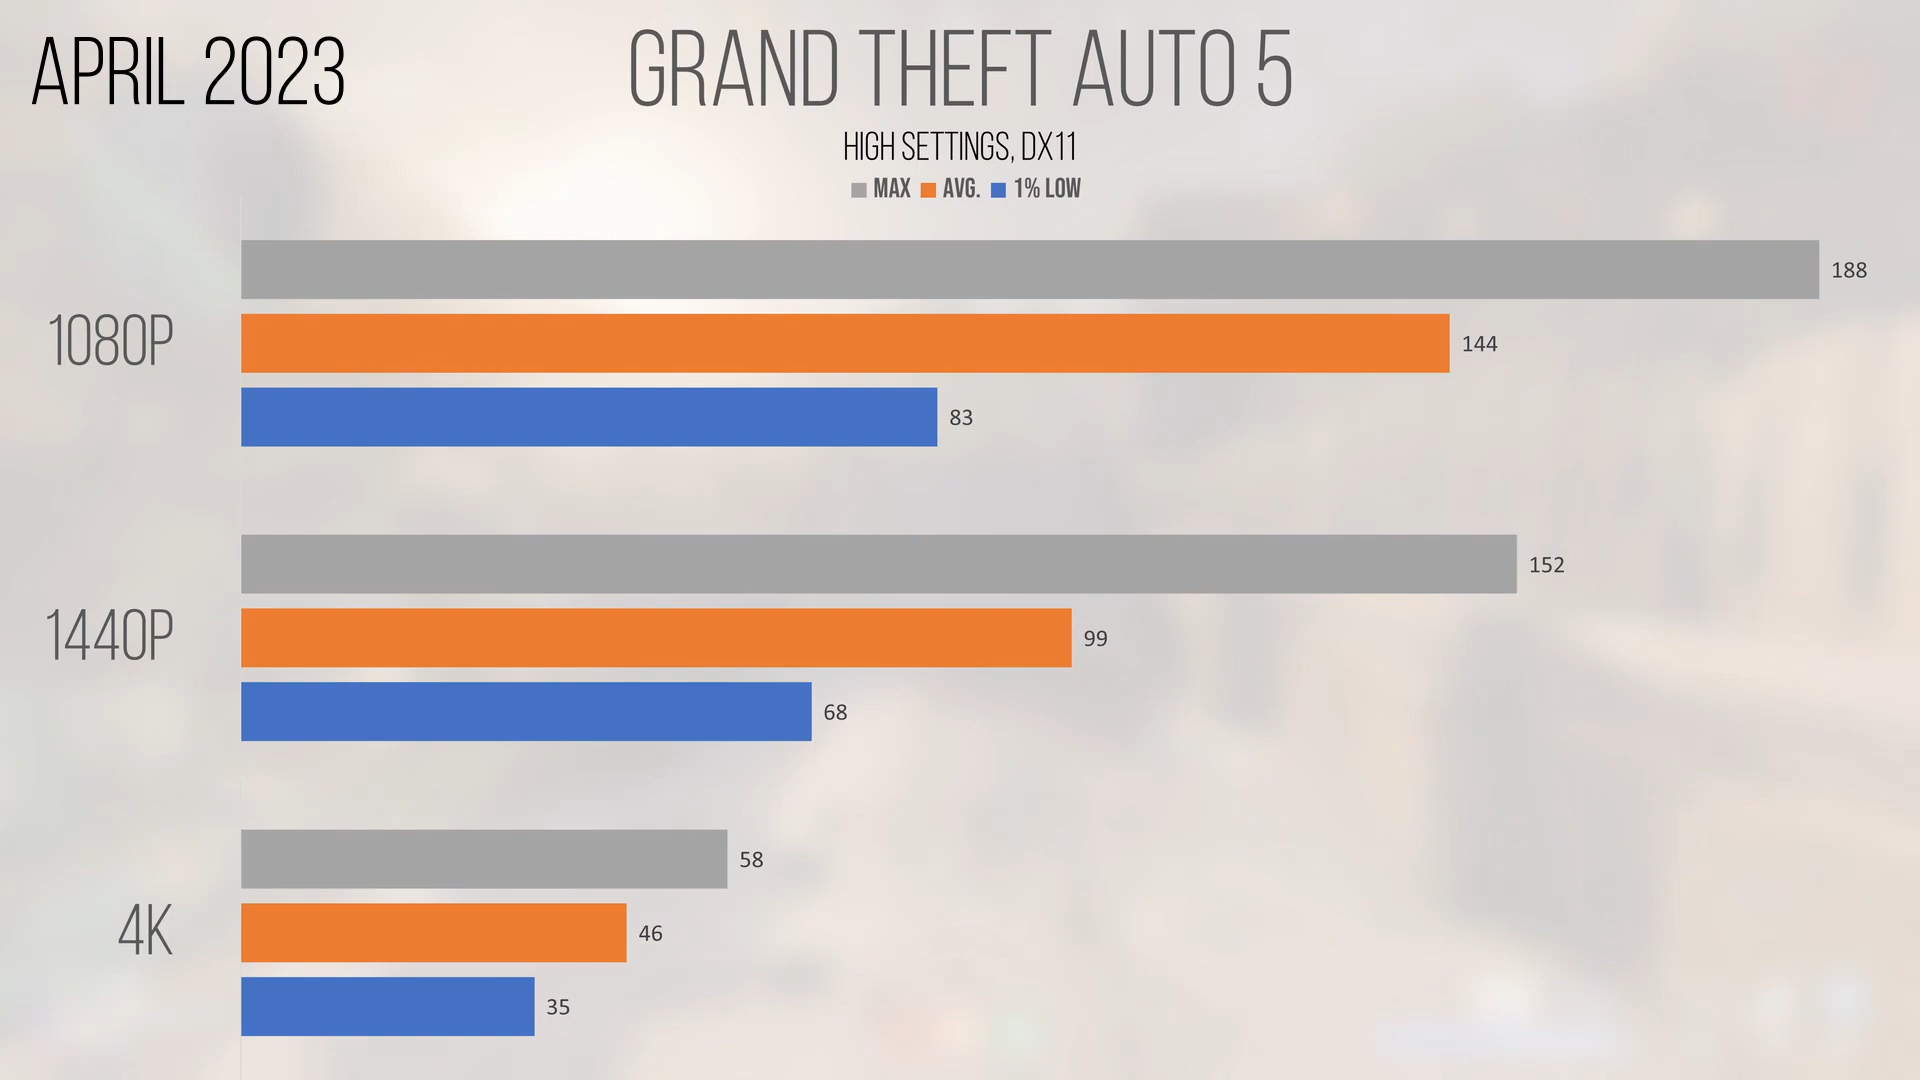 APRIL 2023
GRAND THEFT AUTO 5
HIGH SETTINGS, DX11
MAX AVG. 1% LOW
188
1080P
144
83
152
1440P
99
68
58
4K
46
35